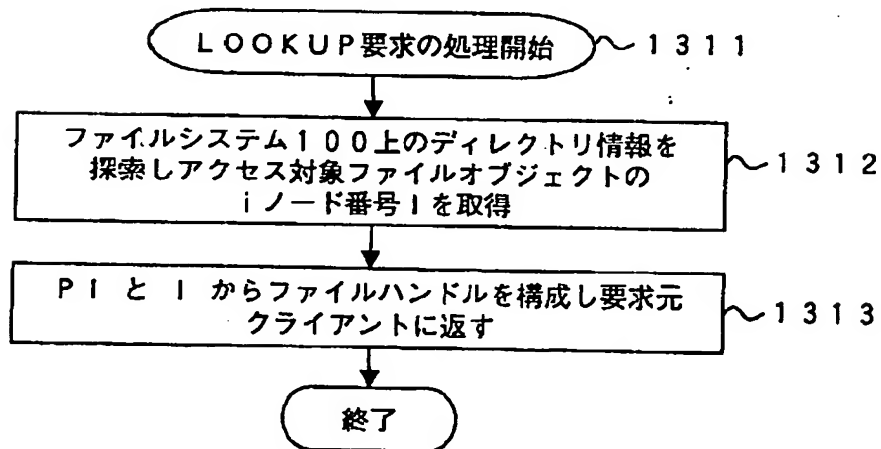 LOOKUP要求の処理開始
1311
ファイルシステム100上のディレクトリ情報を
探索しアクセス対象ファイルオブジェクトの
iノード番号Iを取得
1312
PI と I からファイルハンドルを構成し要求元
クライアントに返す
1313
終了